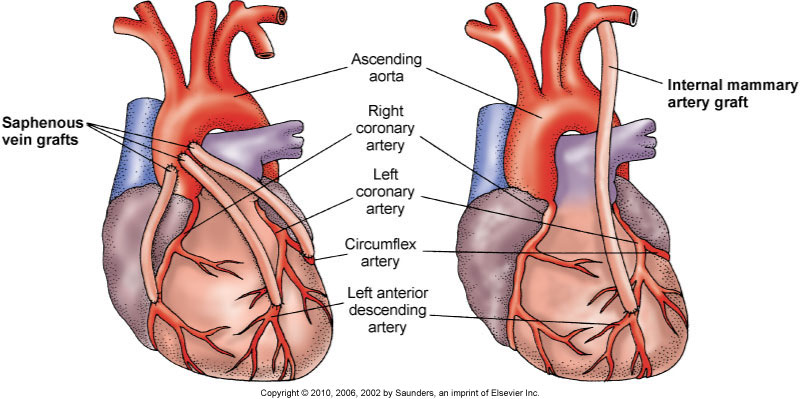 Ascending
aorta
Internal mammary
artery graft
Saphenous
vein grafts
Right
coronary
artery
Left
coronary
artery
Circumflex
artery
Left anterior
descending
artery
Copyright © 2010, 2006, 2002 by Saunders, an imprint of Elsevier Inc.